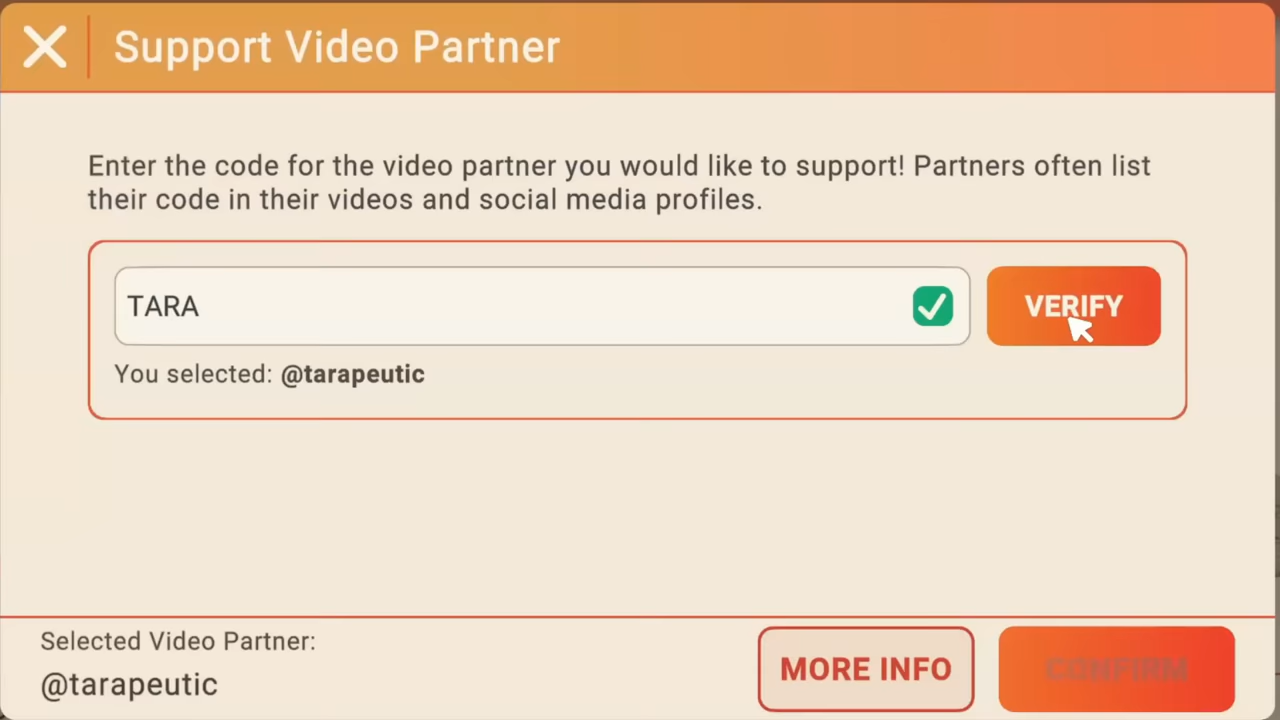 Support Video Partner
Enter the code for the video partner you would like to support! Partners often list
their code in their videos and social media profiles.
TARA
VERIFY
You selected: @tarapeutic
Selected Video Partner:
@tarapeutic
MORE INFO
CONFIRM